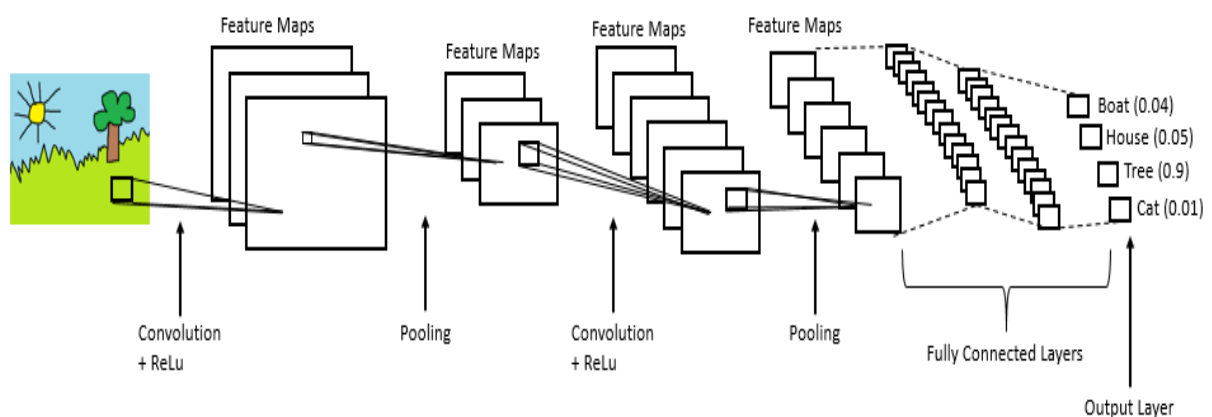 Feature Maps
Feature Maps
Feature Maps
Feature Maps
Boat (0.04)
House (0.05)
Tree (0.9)
Cat (0.01)
Convolution
+ ReLu
Pooling
Convolution
+ ReLu
Pooling
Fully Connected Layers
Output Layer